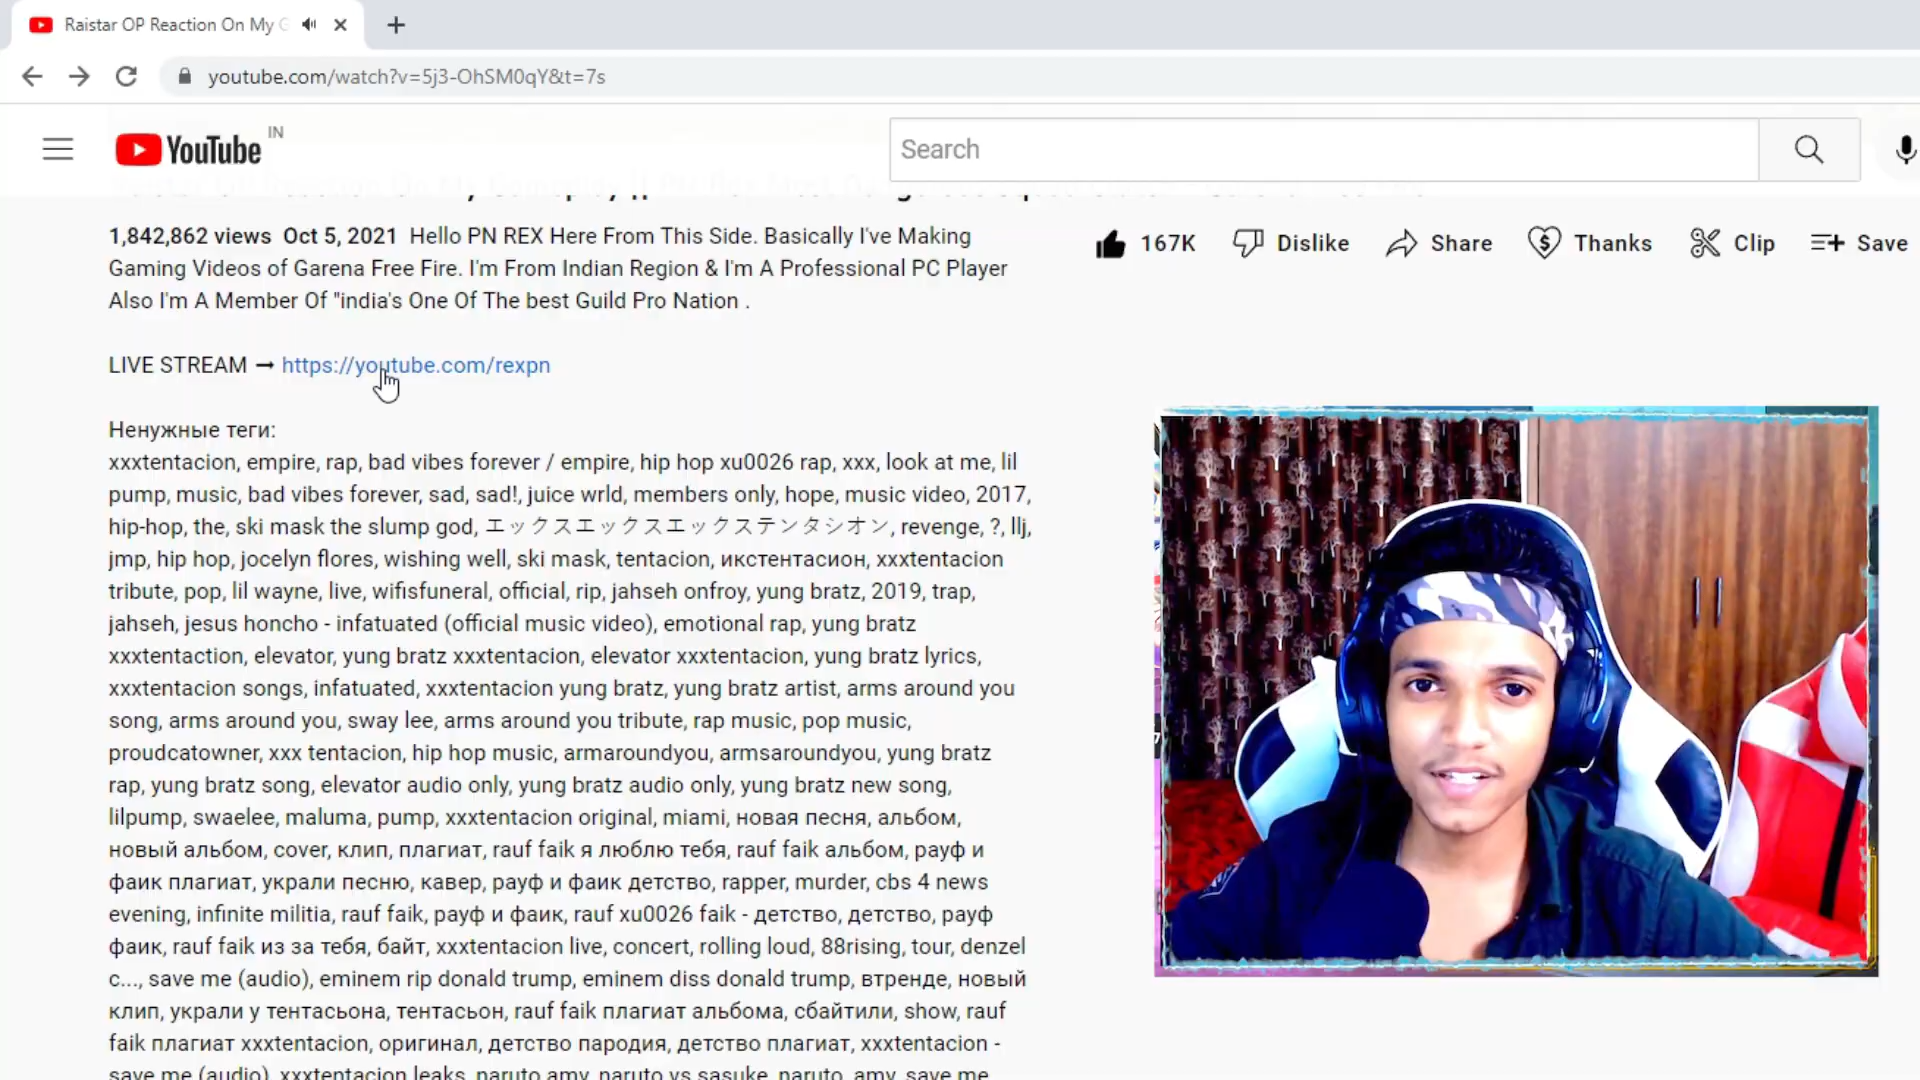 Raistar OP Reaction On My G
youtube.com/watch?v=5j3-OhSM0qY&t=7s
YouTube IN
Search
1,842,862 views Oct 5, 2021 Hello PN REX Here From This Side. Basically I've Making
Gaming Videos of Garena Free Fire. I'm From Indian Region & I'm A Professional PC Player
Also I'm A Member Of "india's One Of The best Guild Pro Nation .
167K Dislike Share Thanks Clip Save
LIVE STREAM ➞ https://youtube.com/rexpn
Ненужные теги:
xxxtentacion, empire, rap, bad vibes forever / empire, hip hop xu0026 rap, xxx, look at me, lil
pump, music, bad vibes forever, sad, sad!, juice wrld, members only, hope, music video, 2017,
hip-hop, the, ski mask the slump god, エックスエックスエックステンタシオン, revenge, ?, llj,
jmp, hip hop, jocelyn flores, wishing well, ski mask, tentacion, икстентасион, xxxtentacion
tribute, pop, lil wayne, live, wifisfuneral, official, rip, jahseh onfroy, yung bratz, 2019, trap,
jahseh, jesus honcho - infatuated (official music video), emotional rap, yung bratz
xxxtentaction, elevator, yung bratz xxxtentacion, elevator xxxtentacion, yung bratz lyrics,
xxxtentacion songs, infatuated, xxxtentacion yung bratz, yung bratz artist, arms around you
song, arms around you, sway lee, arms around you tribute, rap music, pop music,
proudcatowner, xxx tentacion, hip hop music, armaroundyou, armsaroundyou, yung bratz
rap, yung bratz song, elevator audio only, yung bratz audio only, yung bratz new song,
lilpump, swaelee, maluma, pump, xxxtentacion original, miami, новая песня, альбом,
новый альбом, cover, клип, плагиат, rauf faik я люблю тебя, rauf faik альбом, рауф и
фаик плагиат, украли песню, кавер, рауф и фаик детство, rapper, murder, cbs 4 news
evening, infinite militia, rauf faik, рауф и фаик, rauf xu0026 faik - детство, детство, рауф
фаик, rauf faik из за тебя, байт, xxxtentacion live, concert, rolling loud, 88rising, tour, denzel
c..., save me (audio), eminem rip donald trump, eminem diss donald trump, втренде, новый
клип, украли у тентасьона, тентасьон, rauf faik плагиат альбома, сбайтили, show, rauf
faik плагиат xxxtentacion, оригинал, детство пародия, детство плагиат, xxxtentacion -
save me (audio), xxxtentacion leaks, naruto amv, naruto vs sasuke, naruto, amv, save me